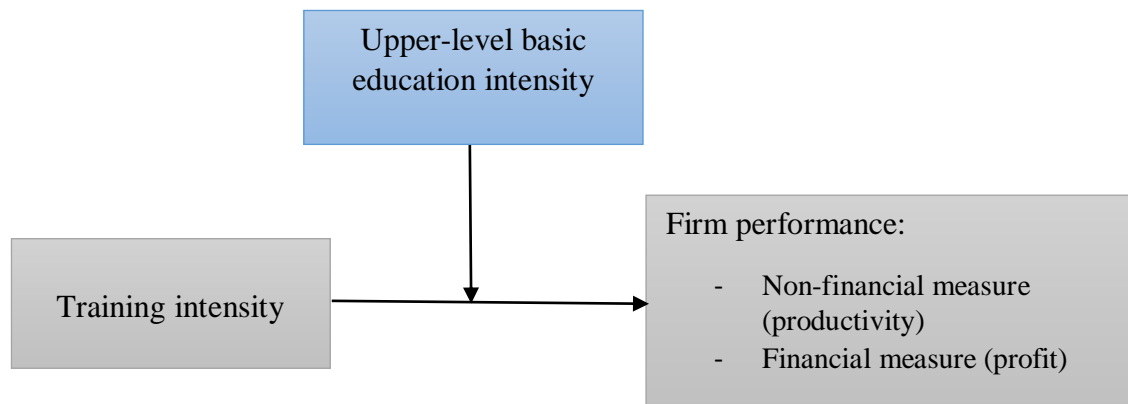 Upper-level basic
education intensity
Training intensity
Firm performance:
- Non-financial measure
(productivity)
- Financial measure (profit)